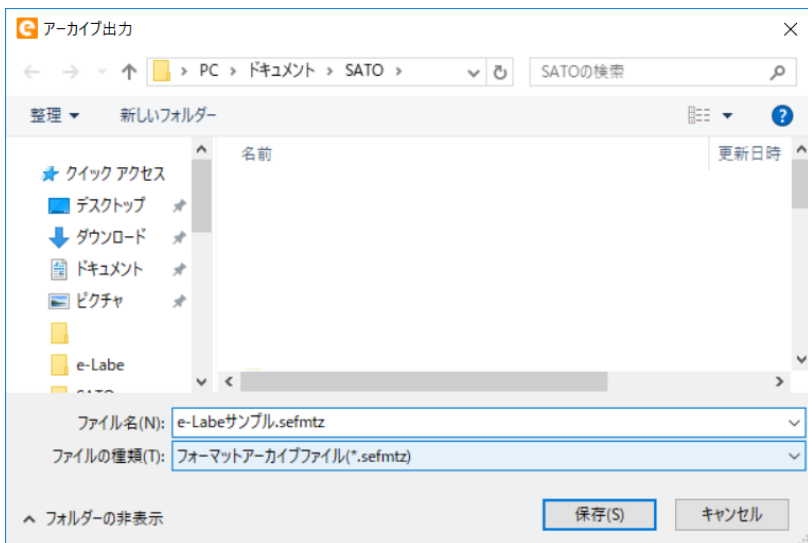 アーカイブ出力
PC › ドキュメント › SATO ›
SATOの検索
整理 新しいフォルダー
名前 更新日時
クイック アクセス
デスクトップ
ダウンロード
ドキュメント
ピクチャ
e-Labe
ファイル名(N): e-Labeサンプル.sefmtz
ファイルの種類(T): フォーマットアーカイブファイル(*.sefmtz)
フォルダーの非表示 保存(S) キャンセル